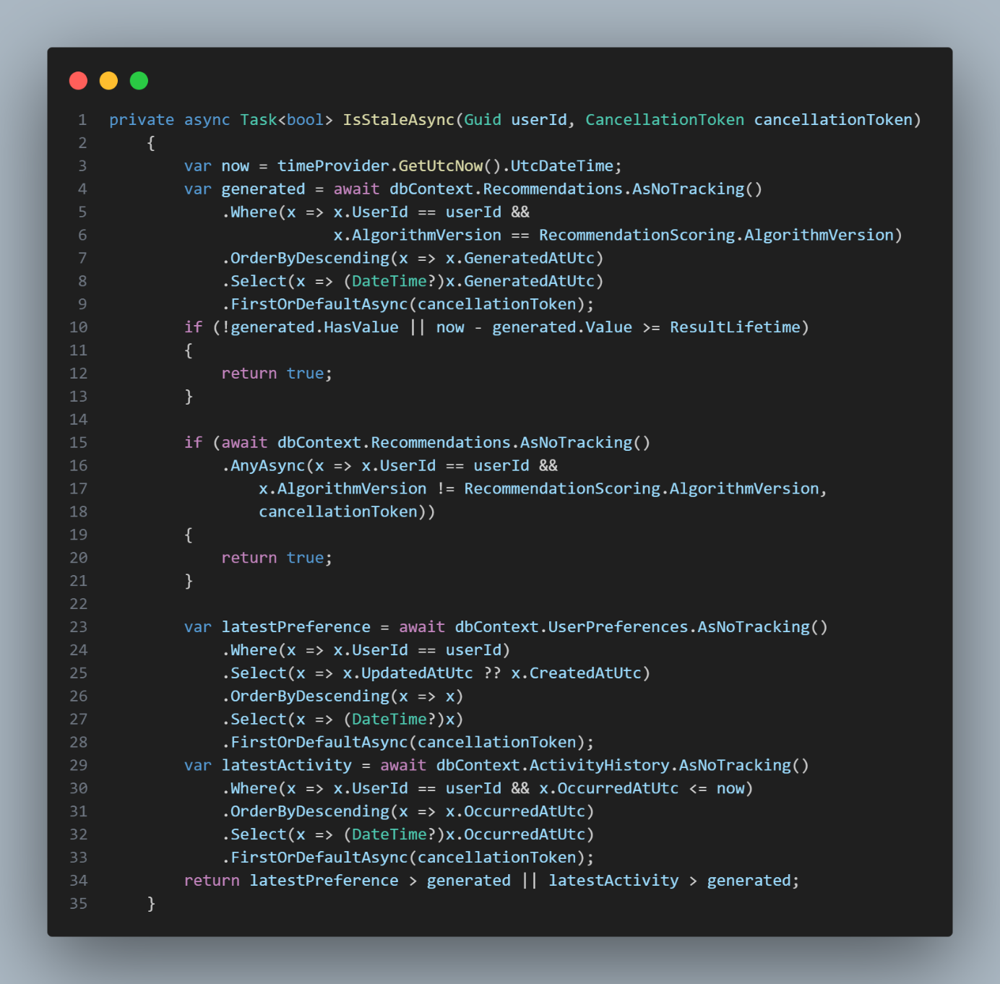 1 private async Task<bool> IsStaleAsync(Guid userId, CancellationToken cancellationToken)
2     {
3         var now = timeProvider.GetUtcNow().UtcDateTime;
4         var generated = await dbContext.Recommendations.AsNoTracking()
5             .Where(x => x.UserId == userId &&
6                         x.AlgorithmVersion == RecommendationScoring.AlgorithmVersion)
7             .OrderByDescending(x => x.GeneratedAtUtc)
8             .Select(x => (DateTime?)x.GeneratedAtUtc)
9             .FirstOrDefaultAsync(cancellationToken);
10         if (!generated.HasValue || now - generated.Value >= ResultLifetime)
11         {
12             return true;
13         }
14
15         if (await dbContext.Recommendations.AsNoTracking()
16             .AnyAsync(x => x.UserId == userId &&
17                 x.AlgorithmVersion != RecommendationScoring.AlgorithmVersion,
18                 cancellationToken))
19         {
20             return true;
21         }
22
23         var latestPreference = await dbContext.UserPreferences.AsNoTracking()
24             .Where(x => x.UserId == userId)
25             .Select(x => x.UpdatedAtUtc ?? x.CreatedAtUtc)
26             .OrderByDescending(x => x)
27             .Select(x => (DateTime?)x)
28             .FirstOrDefaultAsync(cancellationToken);
29         var latestActivity = await dbContext.ActivityHistory.AsNoTracking()
30             .Where(x => x.UserId == userId && x.OccurredAtUtc <= now)
31             .OrderByDescending(x => x.OccurredAtUtc)
32             .Select(x => (DateTime?)x.OccurredAtUtc)
33             .FirstOrDefaultAsync(cancellationToken);
34         return latestPreference > generated || latestActivity > generated;
35     }